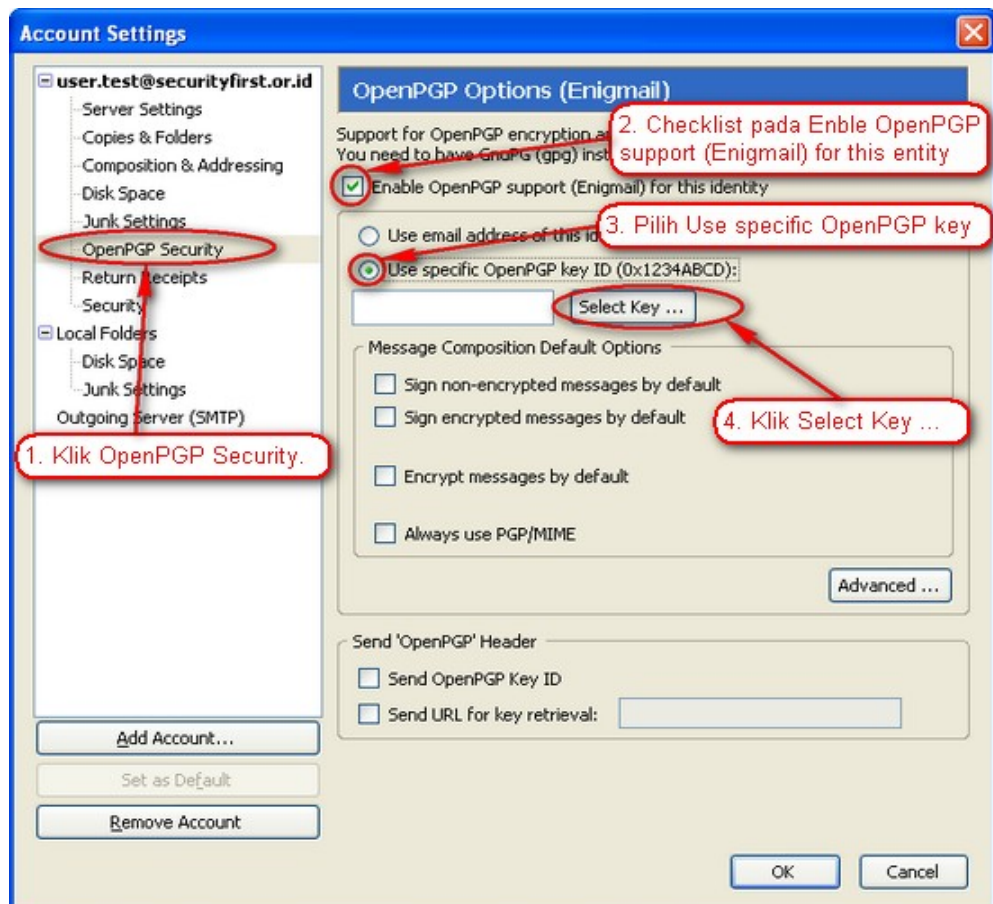 Account Settings
user.test@securityfirst.or.id
Server Settings
Copies & Folders
Composition & Addressing
Disk Space
Junk Settings
OpenPGP Security
Return Receipts
Security
Local Folders
Disk Space
Junk Settings
Outgoing Server (SMTP)
1. Klik OpenPGP Security.
Add Account...
Set as Default
Remove Account
OpenPGP Options (Enigmail)
Support for OpenPGP encryption
You need to have GnuPG (gpg)
2. Checklist pada Enble OpenPGP
support (Enigmail) for this entity
Enable OpenPGP support (Enigmail) for this identity
Use email address of this
3. Pilih Use specific OpenPGP key
Use specific OpenPGP key ID (0x1234ABCD):
Select Key ...
Message Composition Default Options
Sign non-encrypted messages by default
Sign encrypted messages by default
4. Klik Select Key ...
Encrypt messages by default
Always use PGP/MIME
Advanced ...
Send 'OpenPGP' Header
Send OpenPGP Key ID
Send URL for key retrieval:
OK
Cancel